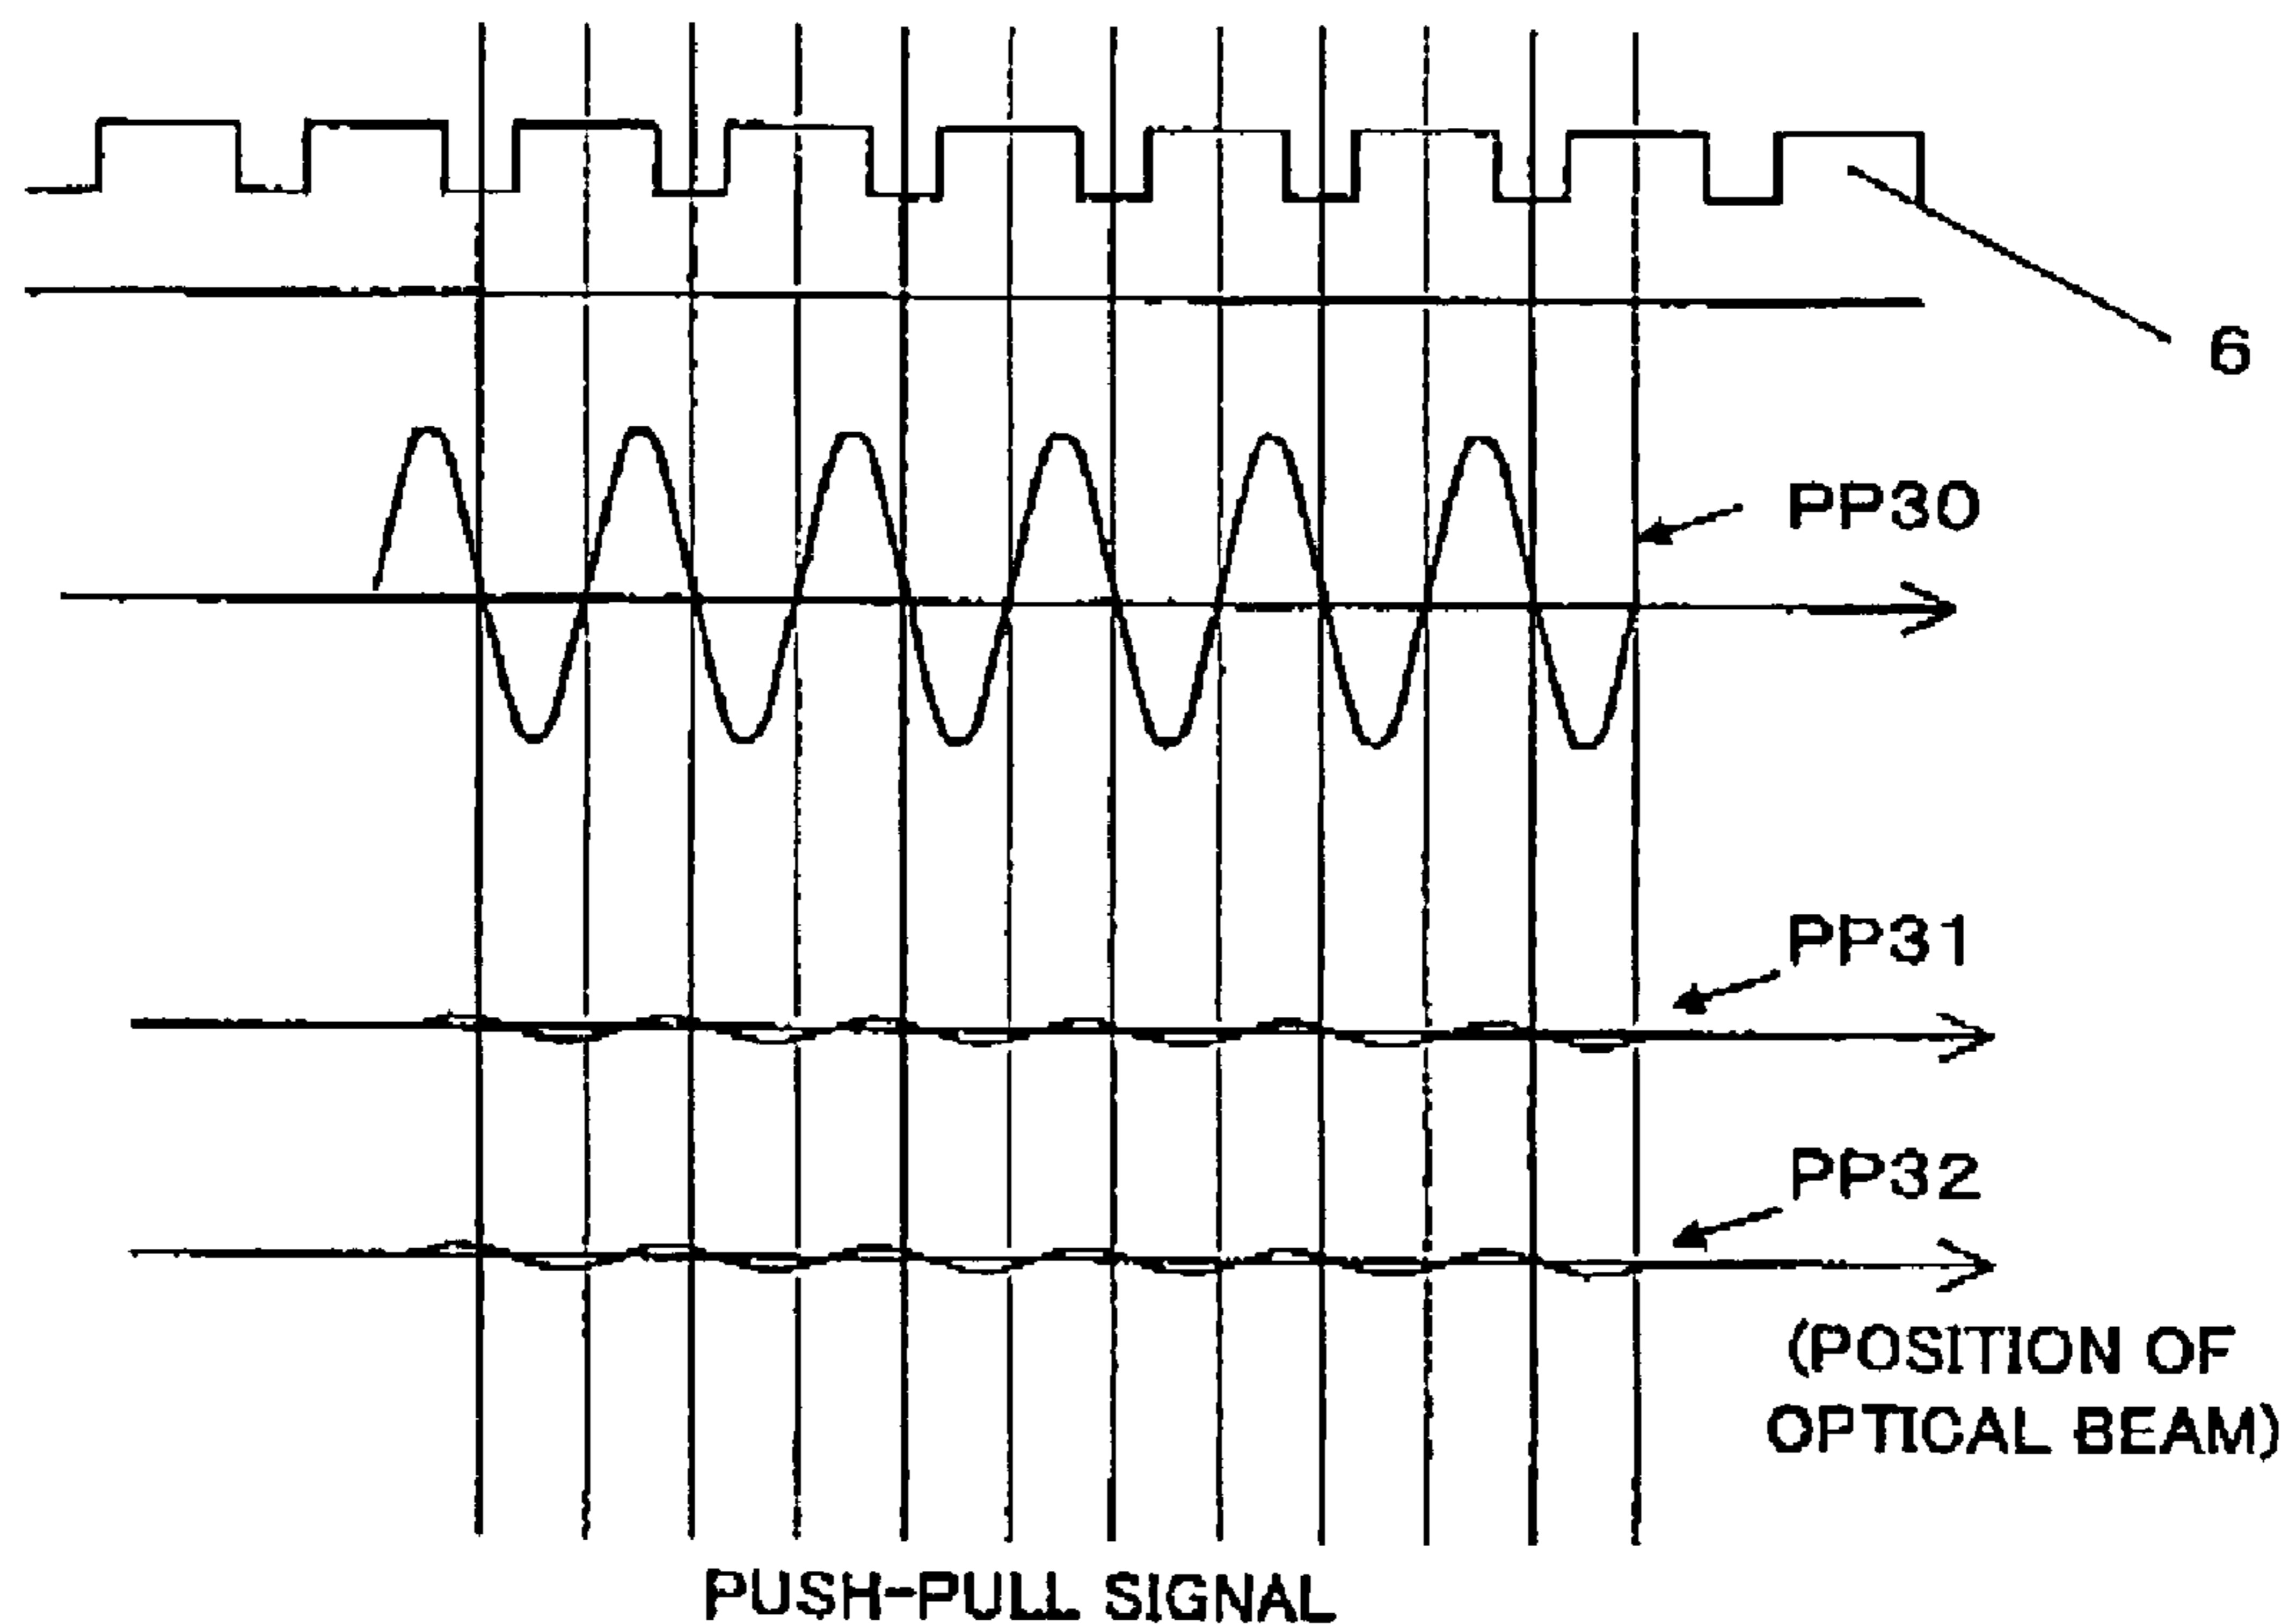 6
PP30
PP31
PP32
(POSITION OF
OPTICAL BEAM)
PUSH-PULL SIGNAL